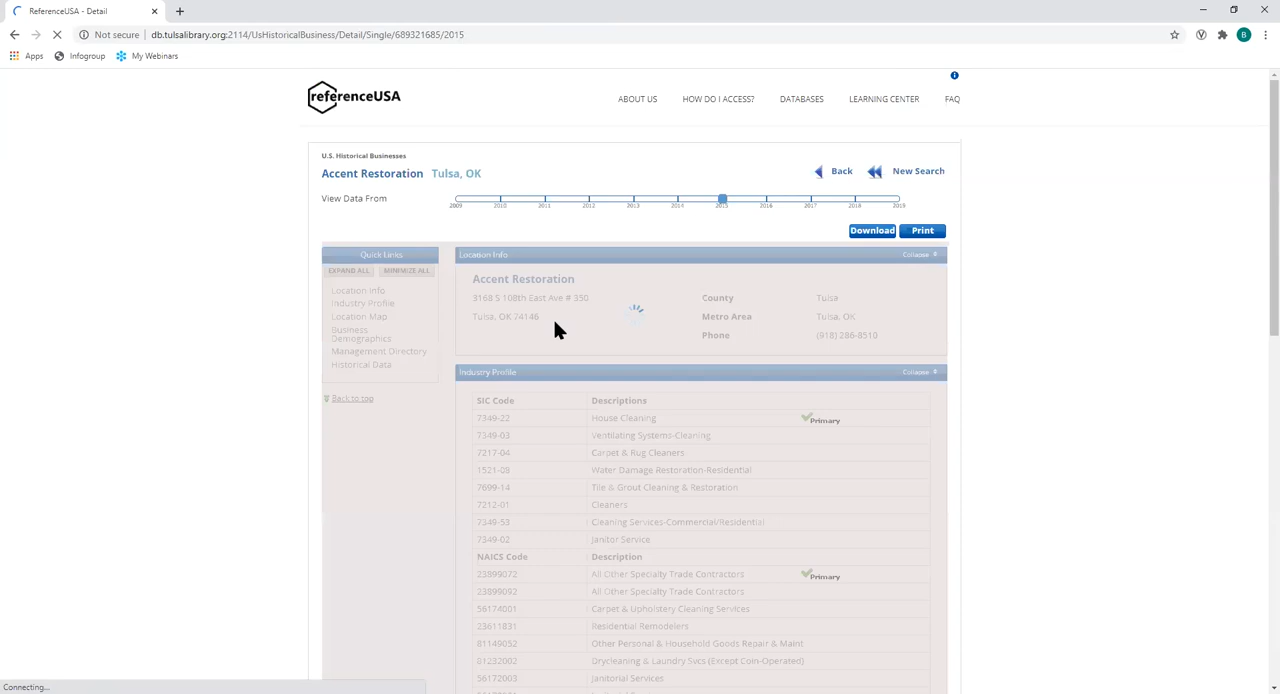 ReferenceUSA - Detail
Not secure db.tulsalibrary.org:2114/UsHistoricalBusiness/Detail/Single/689321685/2015
B
Apps Infogroup My Webinars
referenceUSA
ABOUT US HOW DO I ACCESS? DATABASES LEARNING CENTER FAQ
U.S. Historical Businesses
Accent Restoration Tulsa, OK
Back New Search
View Data From
2009 2010 2011 2012 2013 2014 2015 2016 2017 2018 2019
Download Print
Quick Links
EXPAND ALL MINIMIZE ALL
Location Info
Industry Profile
Location Map
Business
Demographics
Management Directory
Historical Data
Back to top
Location Info Collapse
Accent Restoration
3168 S 108th East Ave # 350 County Tulsa
Tulsa, OK 74146 Metro Area Tulsa, OK
Phone (918) 286-8510
Industry Profile Collapse
SIC Code Descriptions
7349-22 House Cleaning Primary
7349-03 Ventilating Systems-Cleaning
7217-04 Carpet & Rug Cleaners
1521-08 Water Damage Restoration-Residential
7699-14 Tile & Grout Cleaning & Restoration
7212-01 Cleaners
7349-53 Cleaning Services-Commercial/Residential
7349-02 Janitor Service
NAICS Code Description
23899072 All Other Specialty Trade Contractors Primary
23899092 All Other Specialty Trade Contractors
56174001 Carpet & Upholstery Cleaning Services
23611831 Residential Remodelers
81149052 Other Personal & Household Goods Repair & Maint
81232002 Drycleaning & Laundry Svcs (Except Coin-Operated)
56172003 Janitorial Services
Connecting...